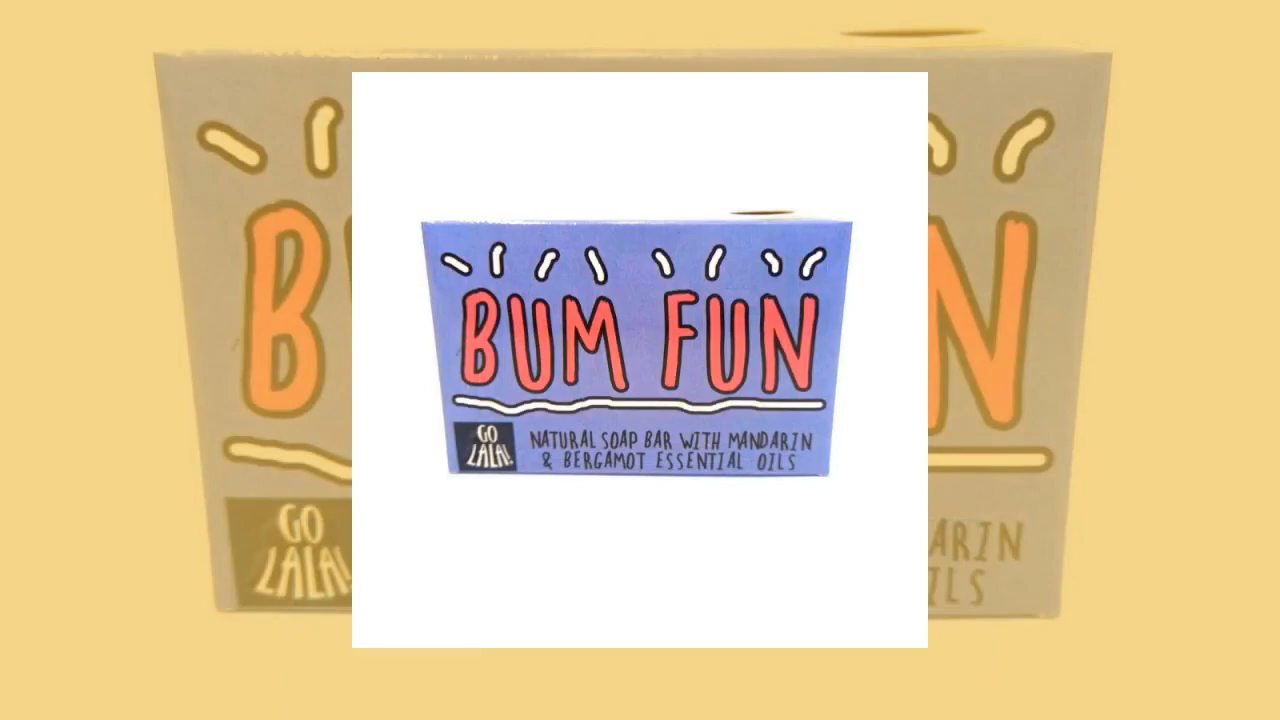 BUM FUN
GO
LALA!
NATURAL SOAP BAR WITH MANDARIN
& BERGAMOT ESSENTIAL OILS